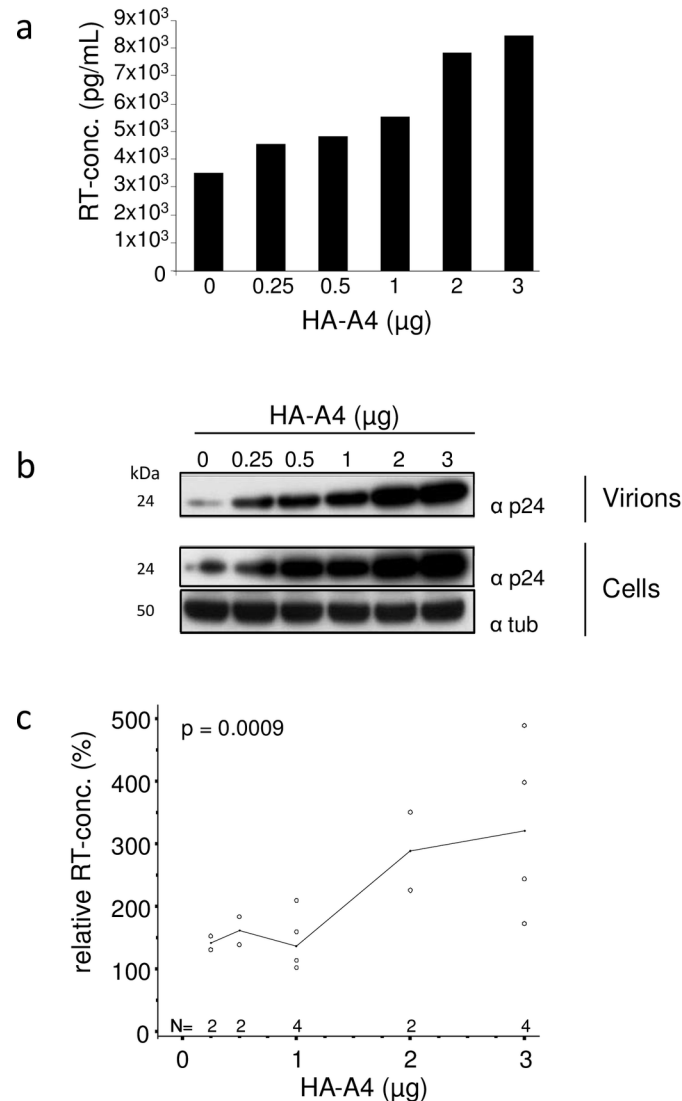 a
RT-conc. (pg/mL)
9x10³
8x10³
7x10³
6x10³
5x10³
4x10³
3x10³
2x10³
1x10³
0
0 0.25 0.5 1 2 3
HA-A4 (µg)
b
HA-A4 (µg)
0 0.25 0.5 1 2 3
kDa
24 α p24 Virions
24 α p24
Cells
50 α tub
c
relative RT-conc. (%)
p = 0.0009
500
400
300
200
100
0
N= 2 2 4 2 4
0 1 2 3
HA-A4 (µg)